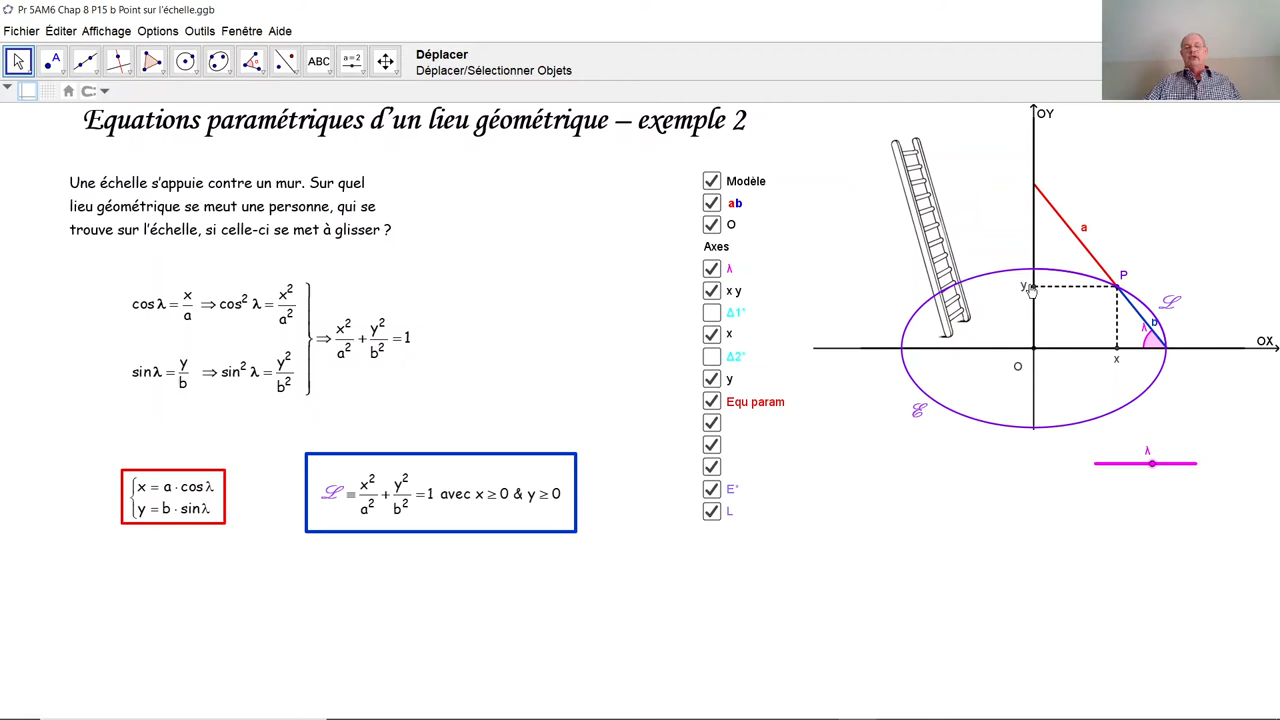 Pr 5AM6 Chap 8 P15 b Point sur l'échelle.ggb
Fichier Éditer Affichage Options Outils Fenêtre Aide
A
α
ABC
a=2
Déplacer
Déplacer/Sélectionner Objets
Equations paramétriques d'un lieu géométrique – exemple 2
Une échelle s'appuie contre un mur. Sur quel
lieu géométrique se meut une personne, qui se
trouve sur l'échelle, si celle-ci se met à glisser ?
cos λ = x/a ⇒ cos² λ = x²/a²
sin λ = y/b ⇒ sin² λ = y²/b²
⇒ x²/a² + y²/b² = 1
{x = a · cos λ
y = b · sin λ
ℒ ≡ x²/a² + y²/b² = 1 avec x ≥ 0 & y ≥ 0
Modèle
ab
O
Axes
λ
x y
Δ1°
x
Δ2°
y
Equ param
E°
L
OY
a
P
y
ℒ
b
λ
OX
x
O
ℰ
λ